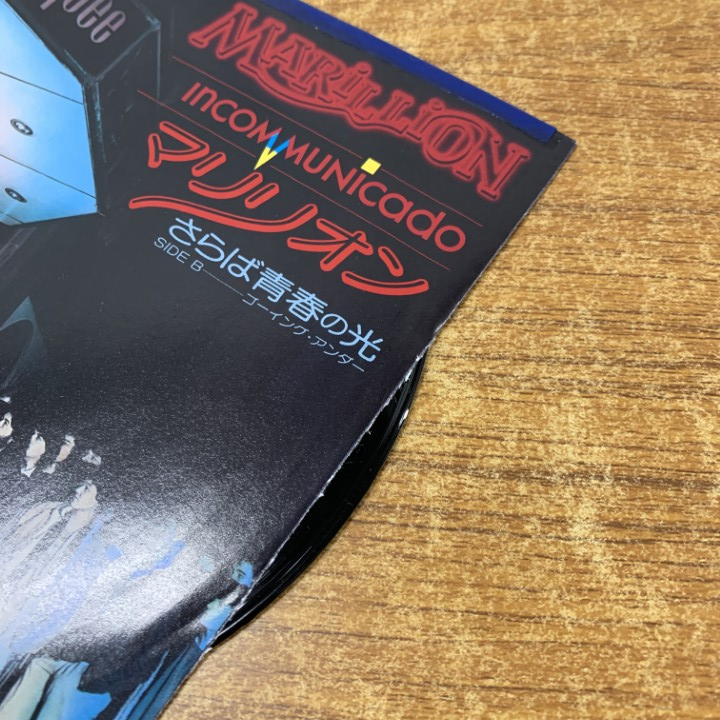 MARILLION
INCOMMUNicado
マリリオン
さらば青春の光
SIDE B ── ゴーイング・アンダー